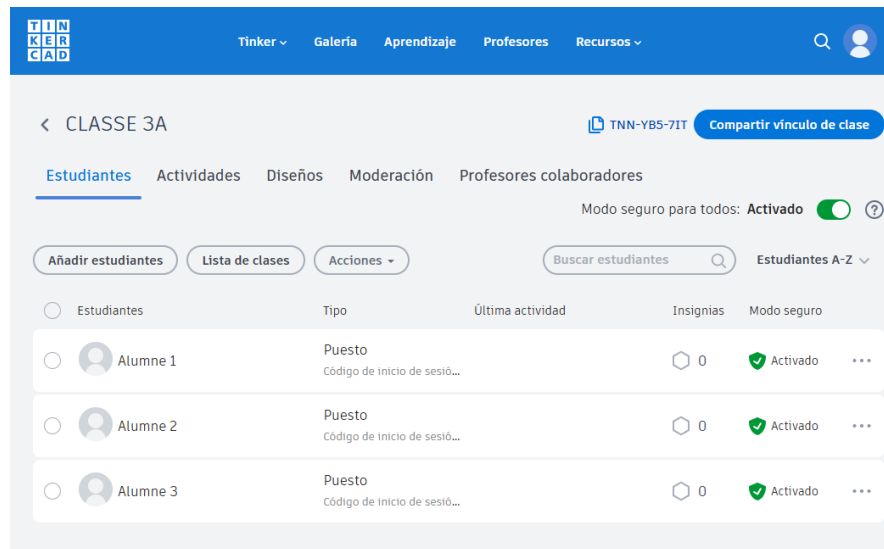 TIN
KER
CAD
Tinker Galería Aprendizaje Profesores Recursos
CLASSE 3A
TNN-YB5-7IT Compartir vínculo de clase
Estudiantes Actividades Diseños Moderación Profesores colaboradores
Modo seguro para todos: Activado ?
Añadir estudiantes Lista de clases Acciones Buscar estudiantes Estudiantes A-Z
Estudiantes Tipo Última actividad Insignias Modo seguro
Alumne 1 Puesto 0 Activado
Código de inicio de sesió...
Alumne 2 Puesto 0 Activado
Código de inicio de sesió...
Alumne 3 Puesto 0 Activado
Código de inicio de sesió...